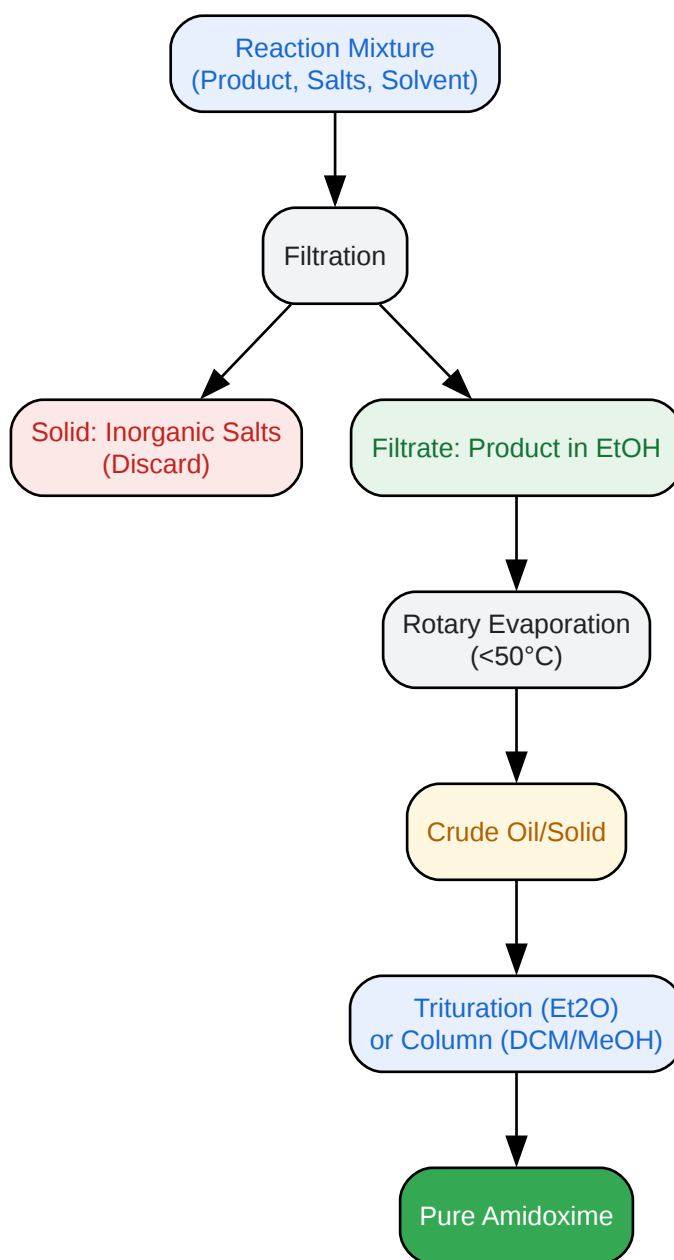 Reaction Mixture
(Product, Salts, Solvent)
Filtration
Solid: Inorganic Salts
(Discard)
Filtrate: Product in EtOH
Rotary Evaporation
(<50°C)
Crude Oil/Solid
Trituration (Et2O)
or Column (DCM/MeOH)
Pure Amidoxime